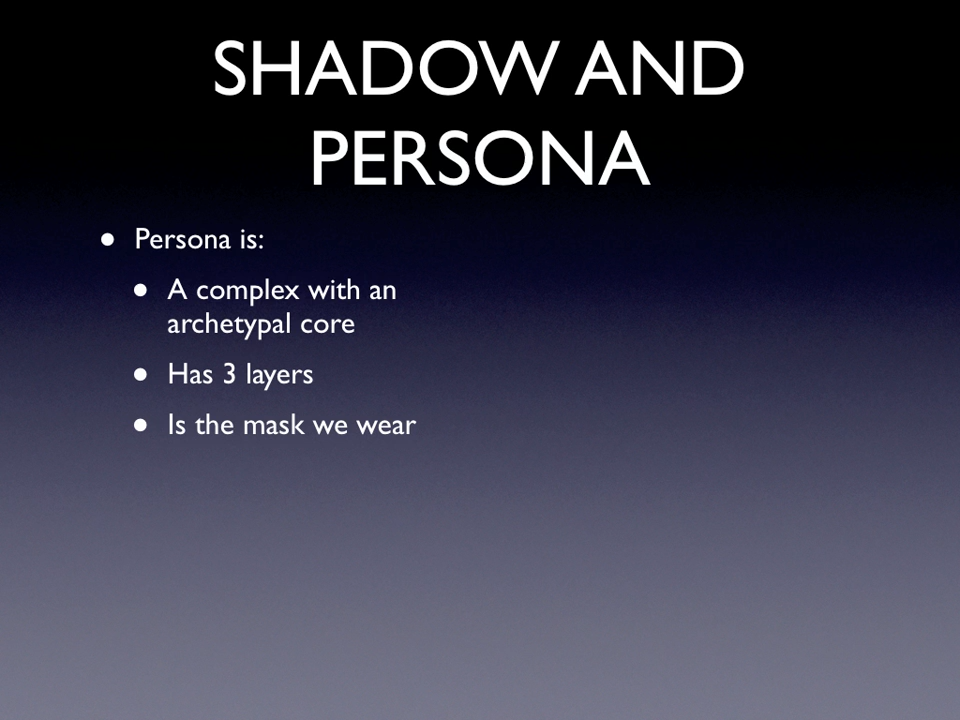 SHADOW AND
PERSONA
• Persona is:
• A complex with an
archetypal core
• Has 3 layers
• Is the mask we wear